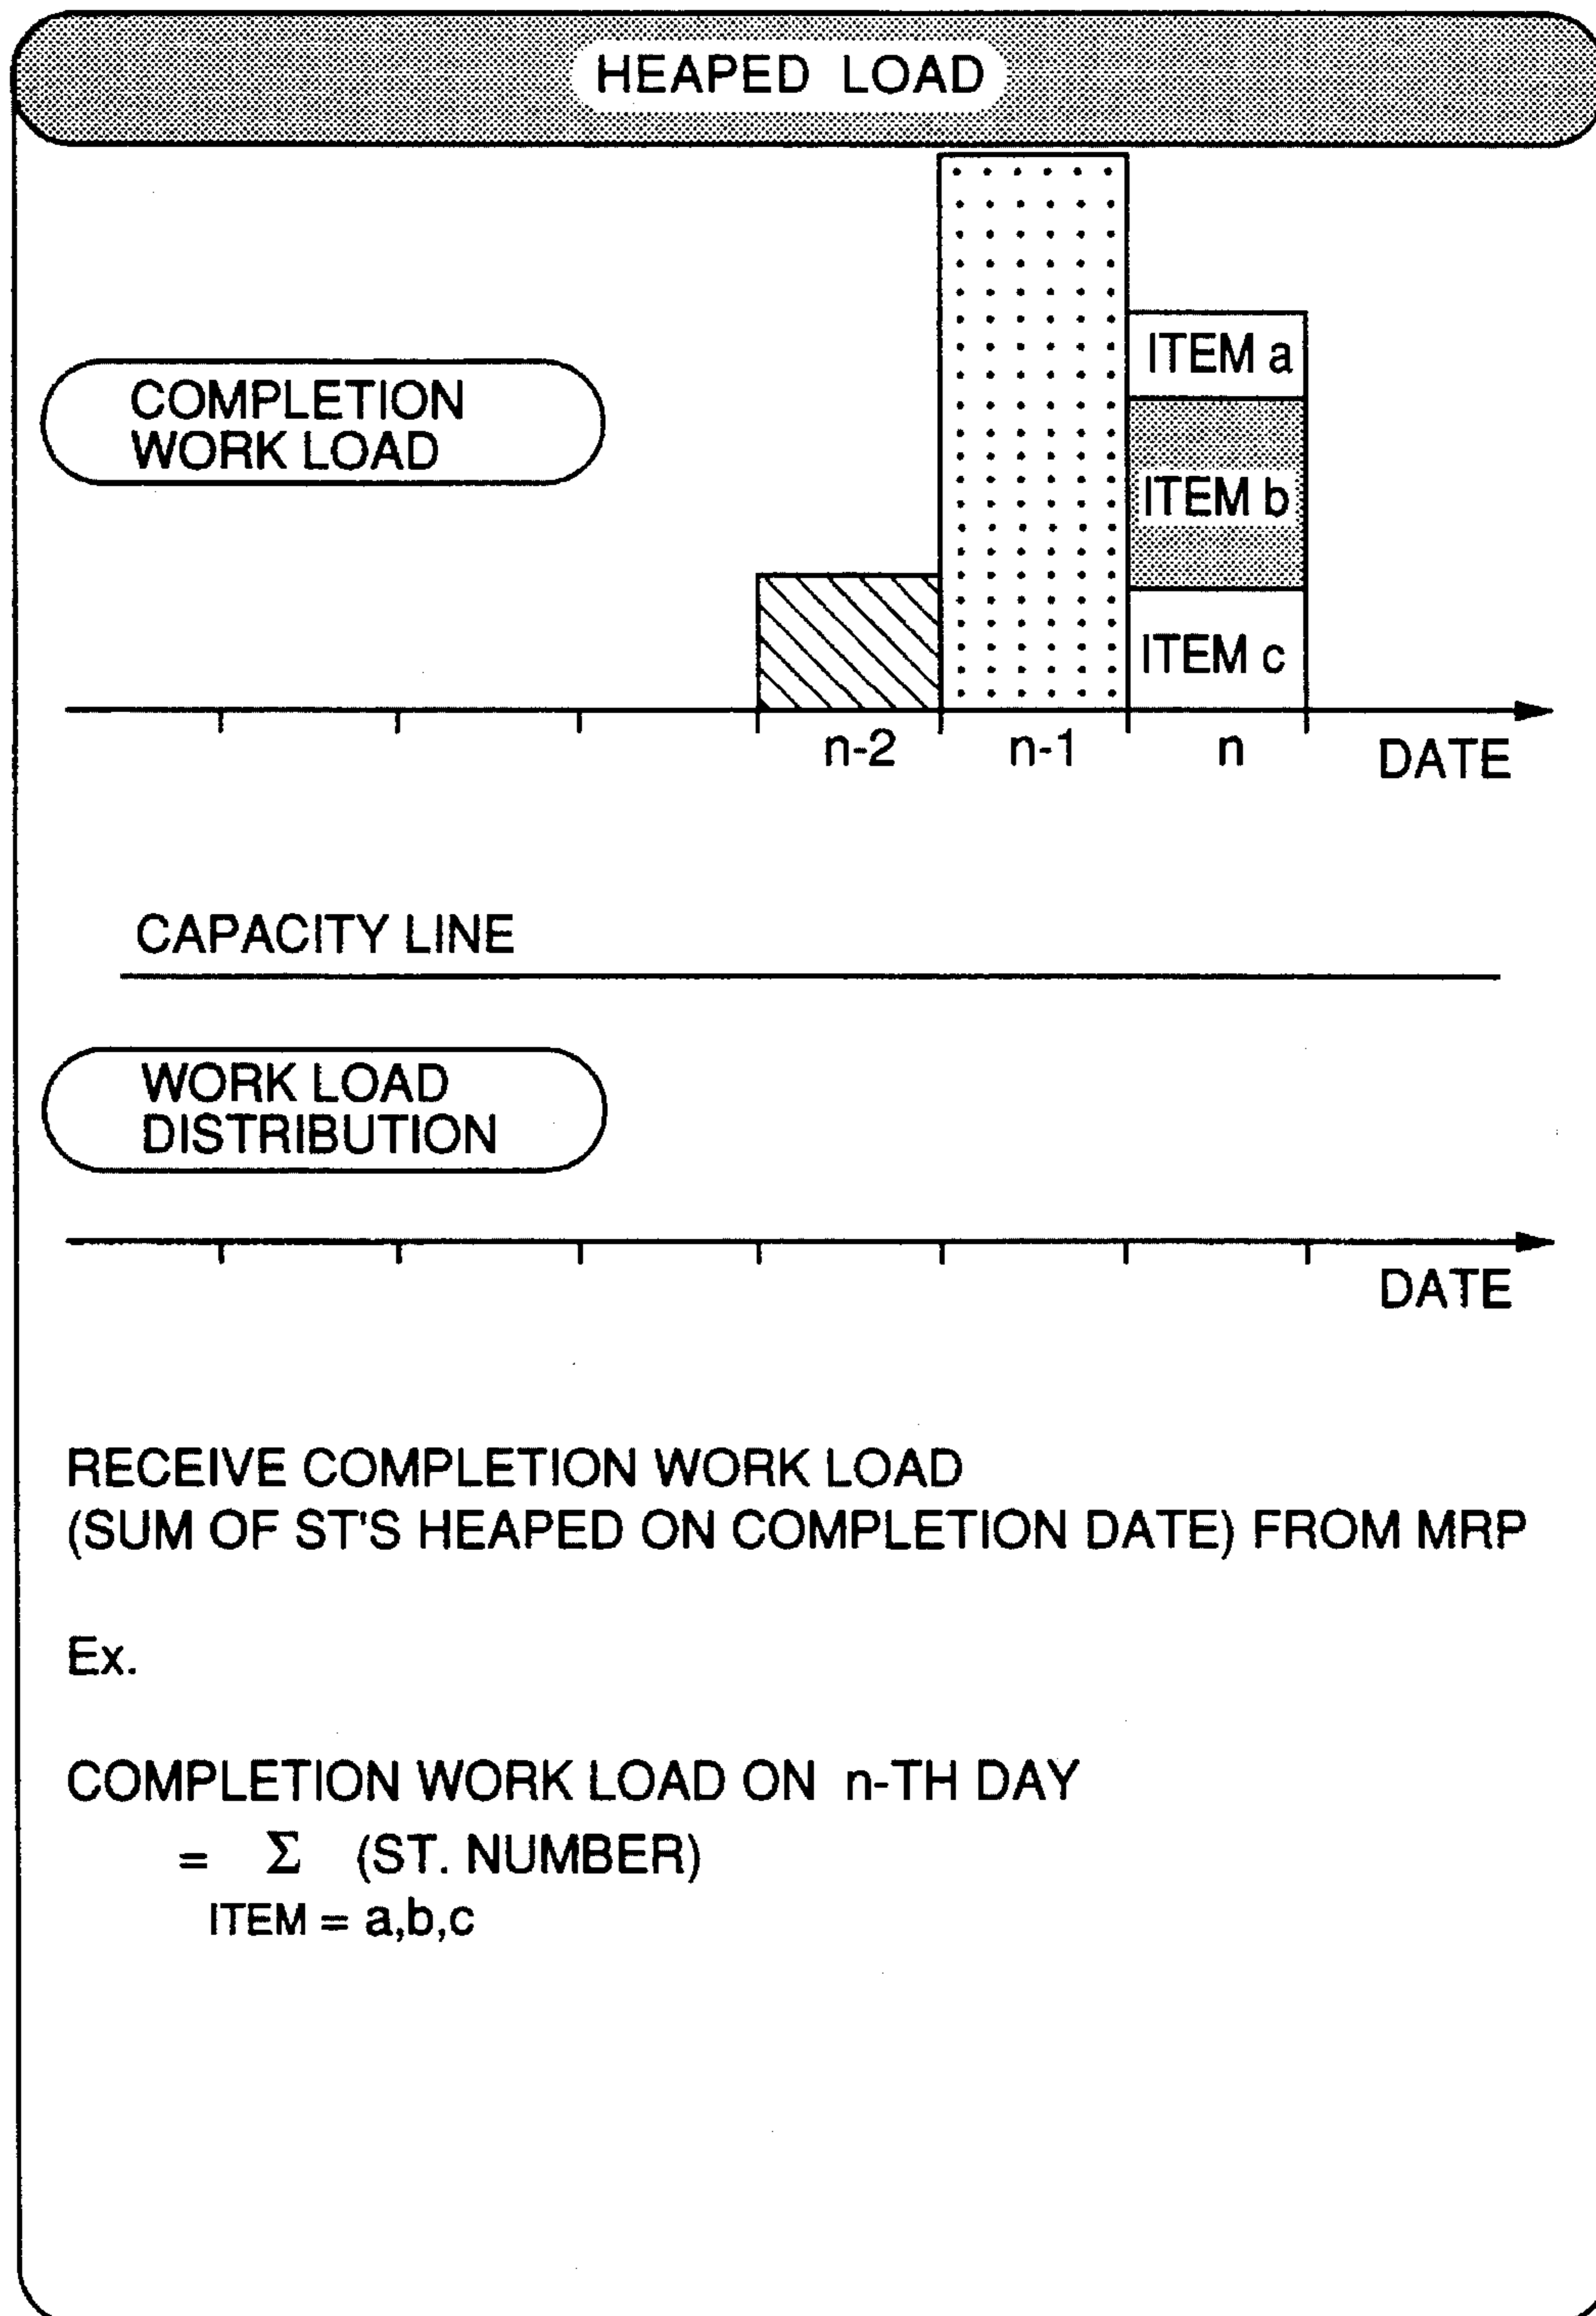 HEAPED LOAD
COMPLETION
WORK LOAD
ITEM a
ITEM b
ITEM c
n-2
n-1
n
DATE
CAPACITY LINE
WORK LOAD
DISTRIBUTION
DATE
RECEIVE COMPLETION WORK LOAD
(SUM OF ST'S HEAPED ON COMPLETION DATE) FROM MRP
Ex.
COMPLETION WORK LOAD ON n-TH DAY
= Σ (ST. NUMBER)
ITEM = a,b,c